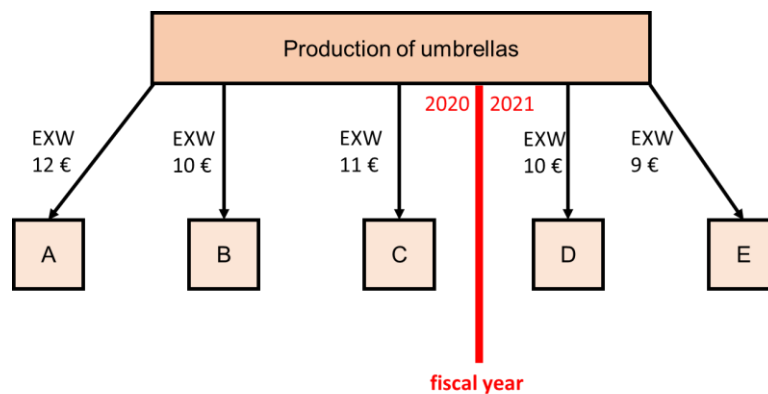 Production of umbrellas
2020 2021
EXW
12 €
EXW
10 €
EXW
11 €
EXW
10 €
EXW
9 €
A
B
C
D
E
fiscal year